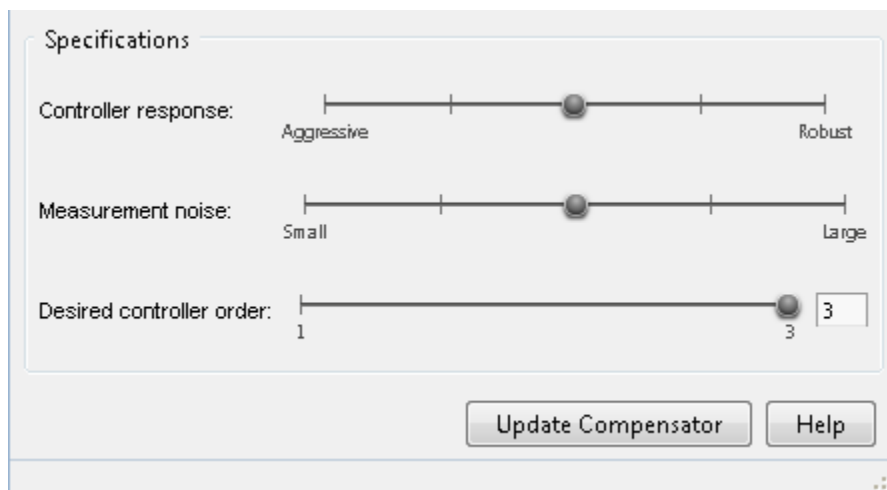 Specifications
Controller response:
Aggressive Robust
Measurement noise:
Small Large
Desired controller order: 3
1 3
Update Compensator Help